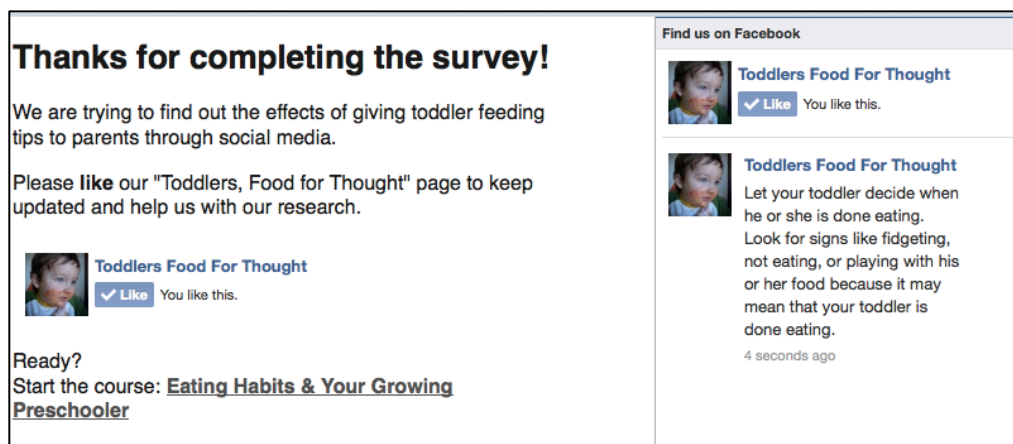 Thanks for completing the survey!
We are trying to find out the effects of giving toddler feeding
tips to parents through social media.
Please like our "Toddlers, Food for Thought" page to keep
updated and help us with our research.
Toddlers Food For Thought
Like You like this.
Ready?
Start the course: Eating Habits & Your Growing
Preschooler
Find us on Facebook
Toddlers Food For Thought
Like You like this.
Toddlers Food For Thought
Let your toddler decide when
he or she is done eating.
Look for signs like fidgeting,
not eating, or playing with his
or her food because it may
mean that your toddler is
done eating.
4 seconds ago